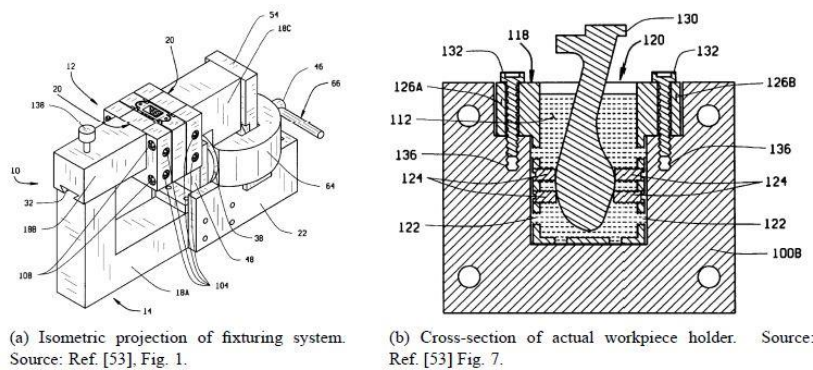 54
20
18C
12
46
66
20
138
10
64
32
18B
22
38
108
48
104
18A
14
130
132
118
120
132
126A
126B
112
136
136
124
124
122
122
100B
(a) Isometric projection of fixturing system.
Source: Ref. [53], Fig. 1.
(b) Cross-section of actual workpiece holder. Source:
Ref. [53] Fig. 7.